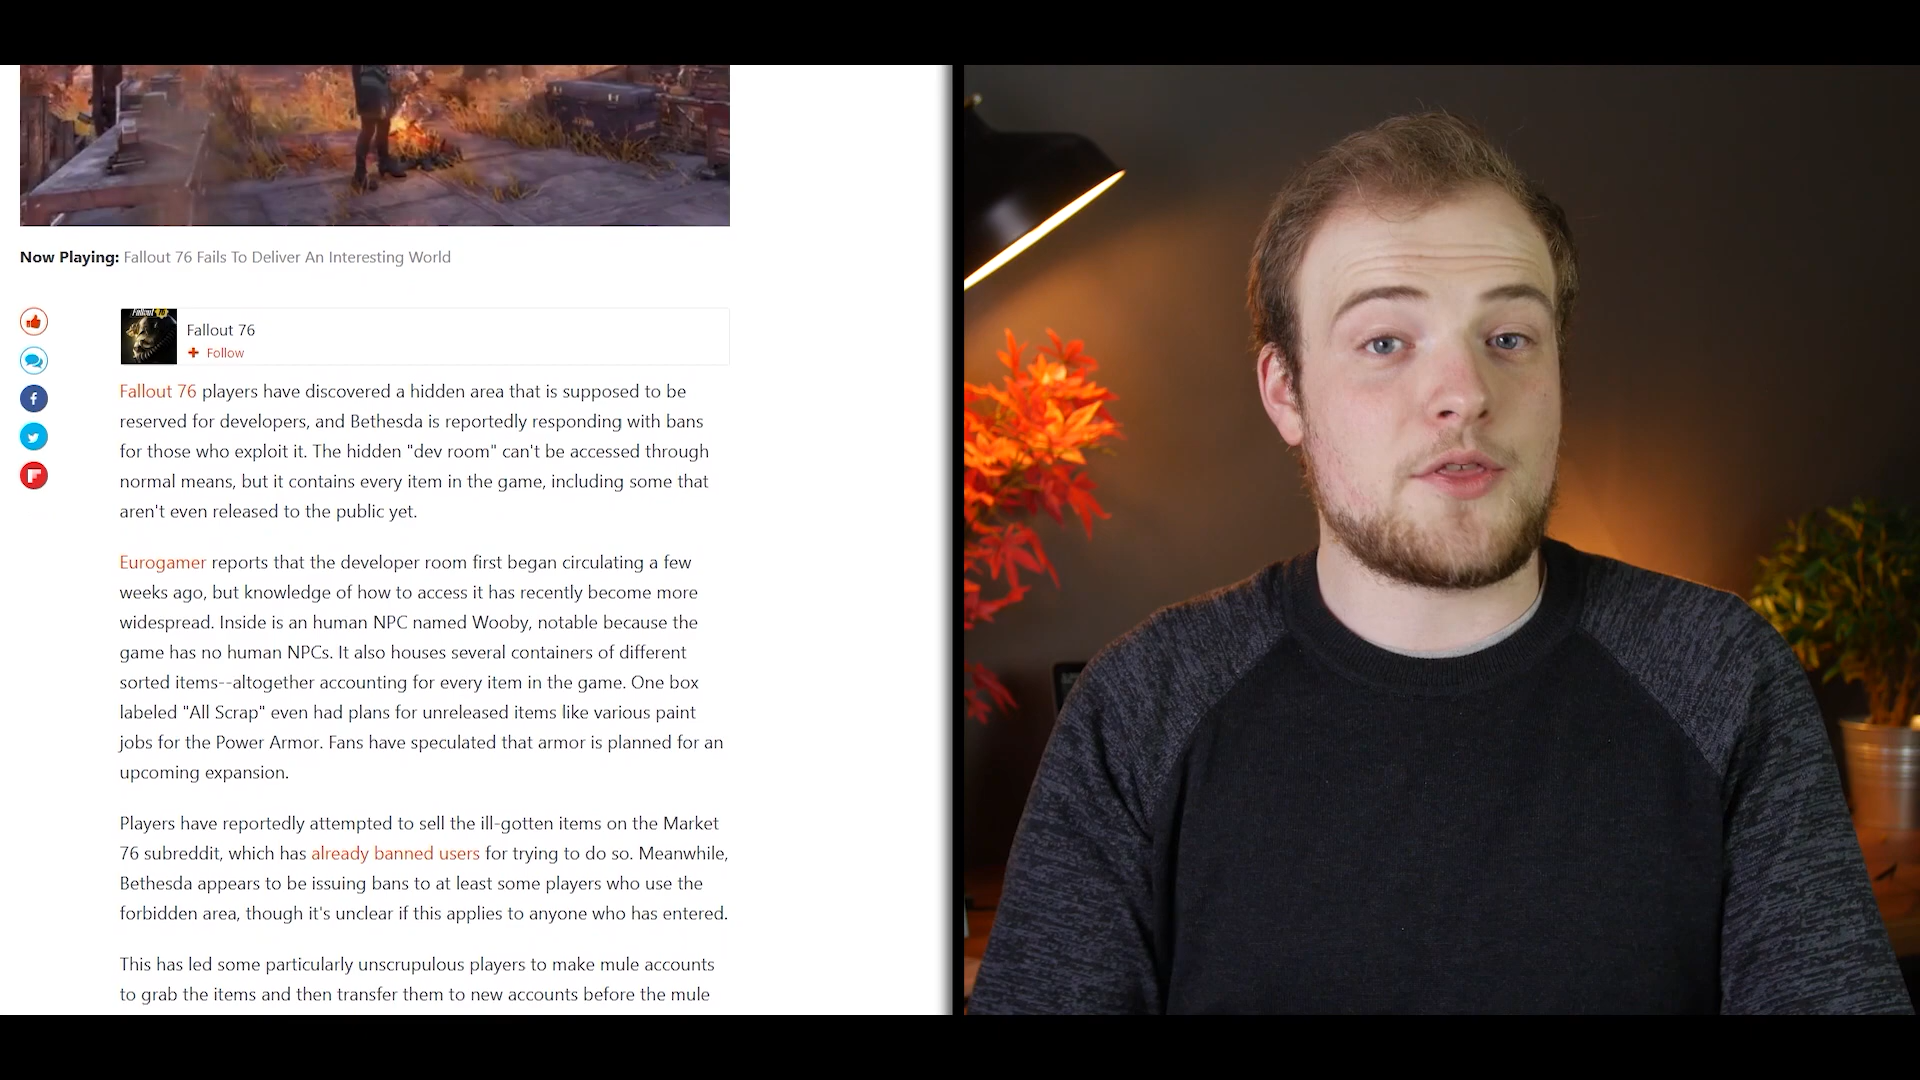 Now Playing: Fallout 76 Fails To Deliver An Interesting World
Fallout 76
Fallout 76
+ Follow
Fallout 76 players have discovered a hidden area that is supposed to be
reserved for developers, and Bethesda is reportedly responding with bans
for those who exploit it. The hidden "dev room" can't be accessed through
normal means, but it contains every item in the game, including some that
aren't even released to the public yet.
Eurogamer reports that the developer room first began circulating a few
weeks ago, but knowledge of how to access it has recently become more
widespread. Inside is an human NPC named Wooby, notable because the
game has no human NPCs. It also houses several containers of different
sorted items--altogether accounting for every item in the game. One box
labeled "All Scrap" even had plans for unreleased items like various paint
jobs for the Power Armor. Fans have speculated that armor is planned for an
upcoming expansion.
Players have reportedly attempted to sell the ill-gotten items on the Market
76 subreddit, which has already banned users for trying to do so. Meanwhile,
Bethesda appears to be issuing bans to at least some players who use the
forbidden area, though it's unclear if this applies to anyone who has entered.
This has led some particularly unscrupulous players to make mule accounts
to grab the items and then transfer them to new accounts before the mule